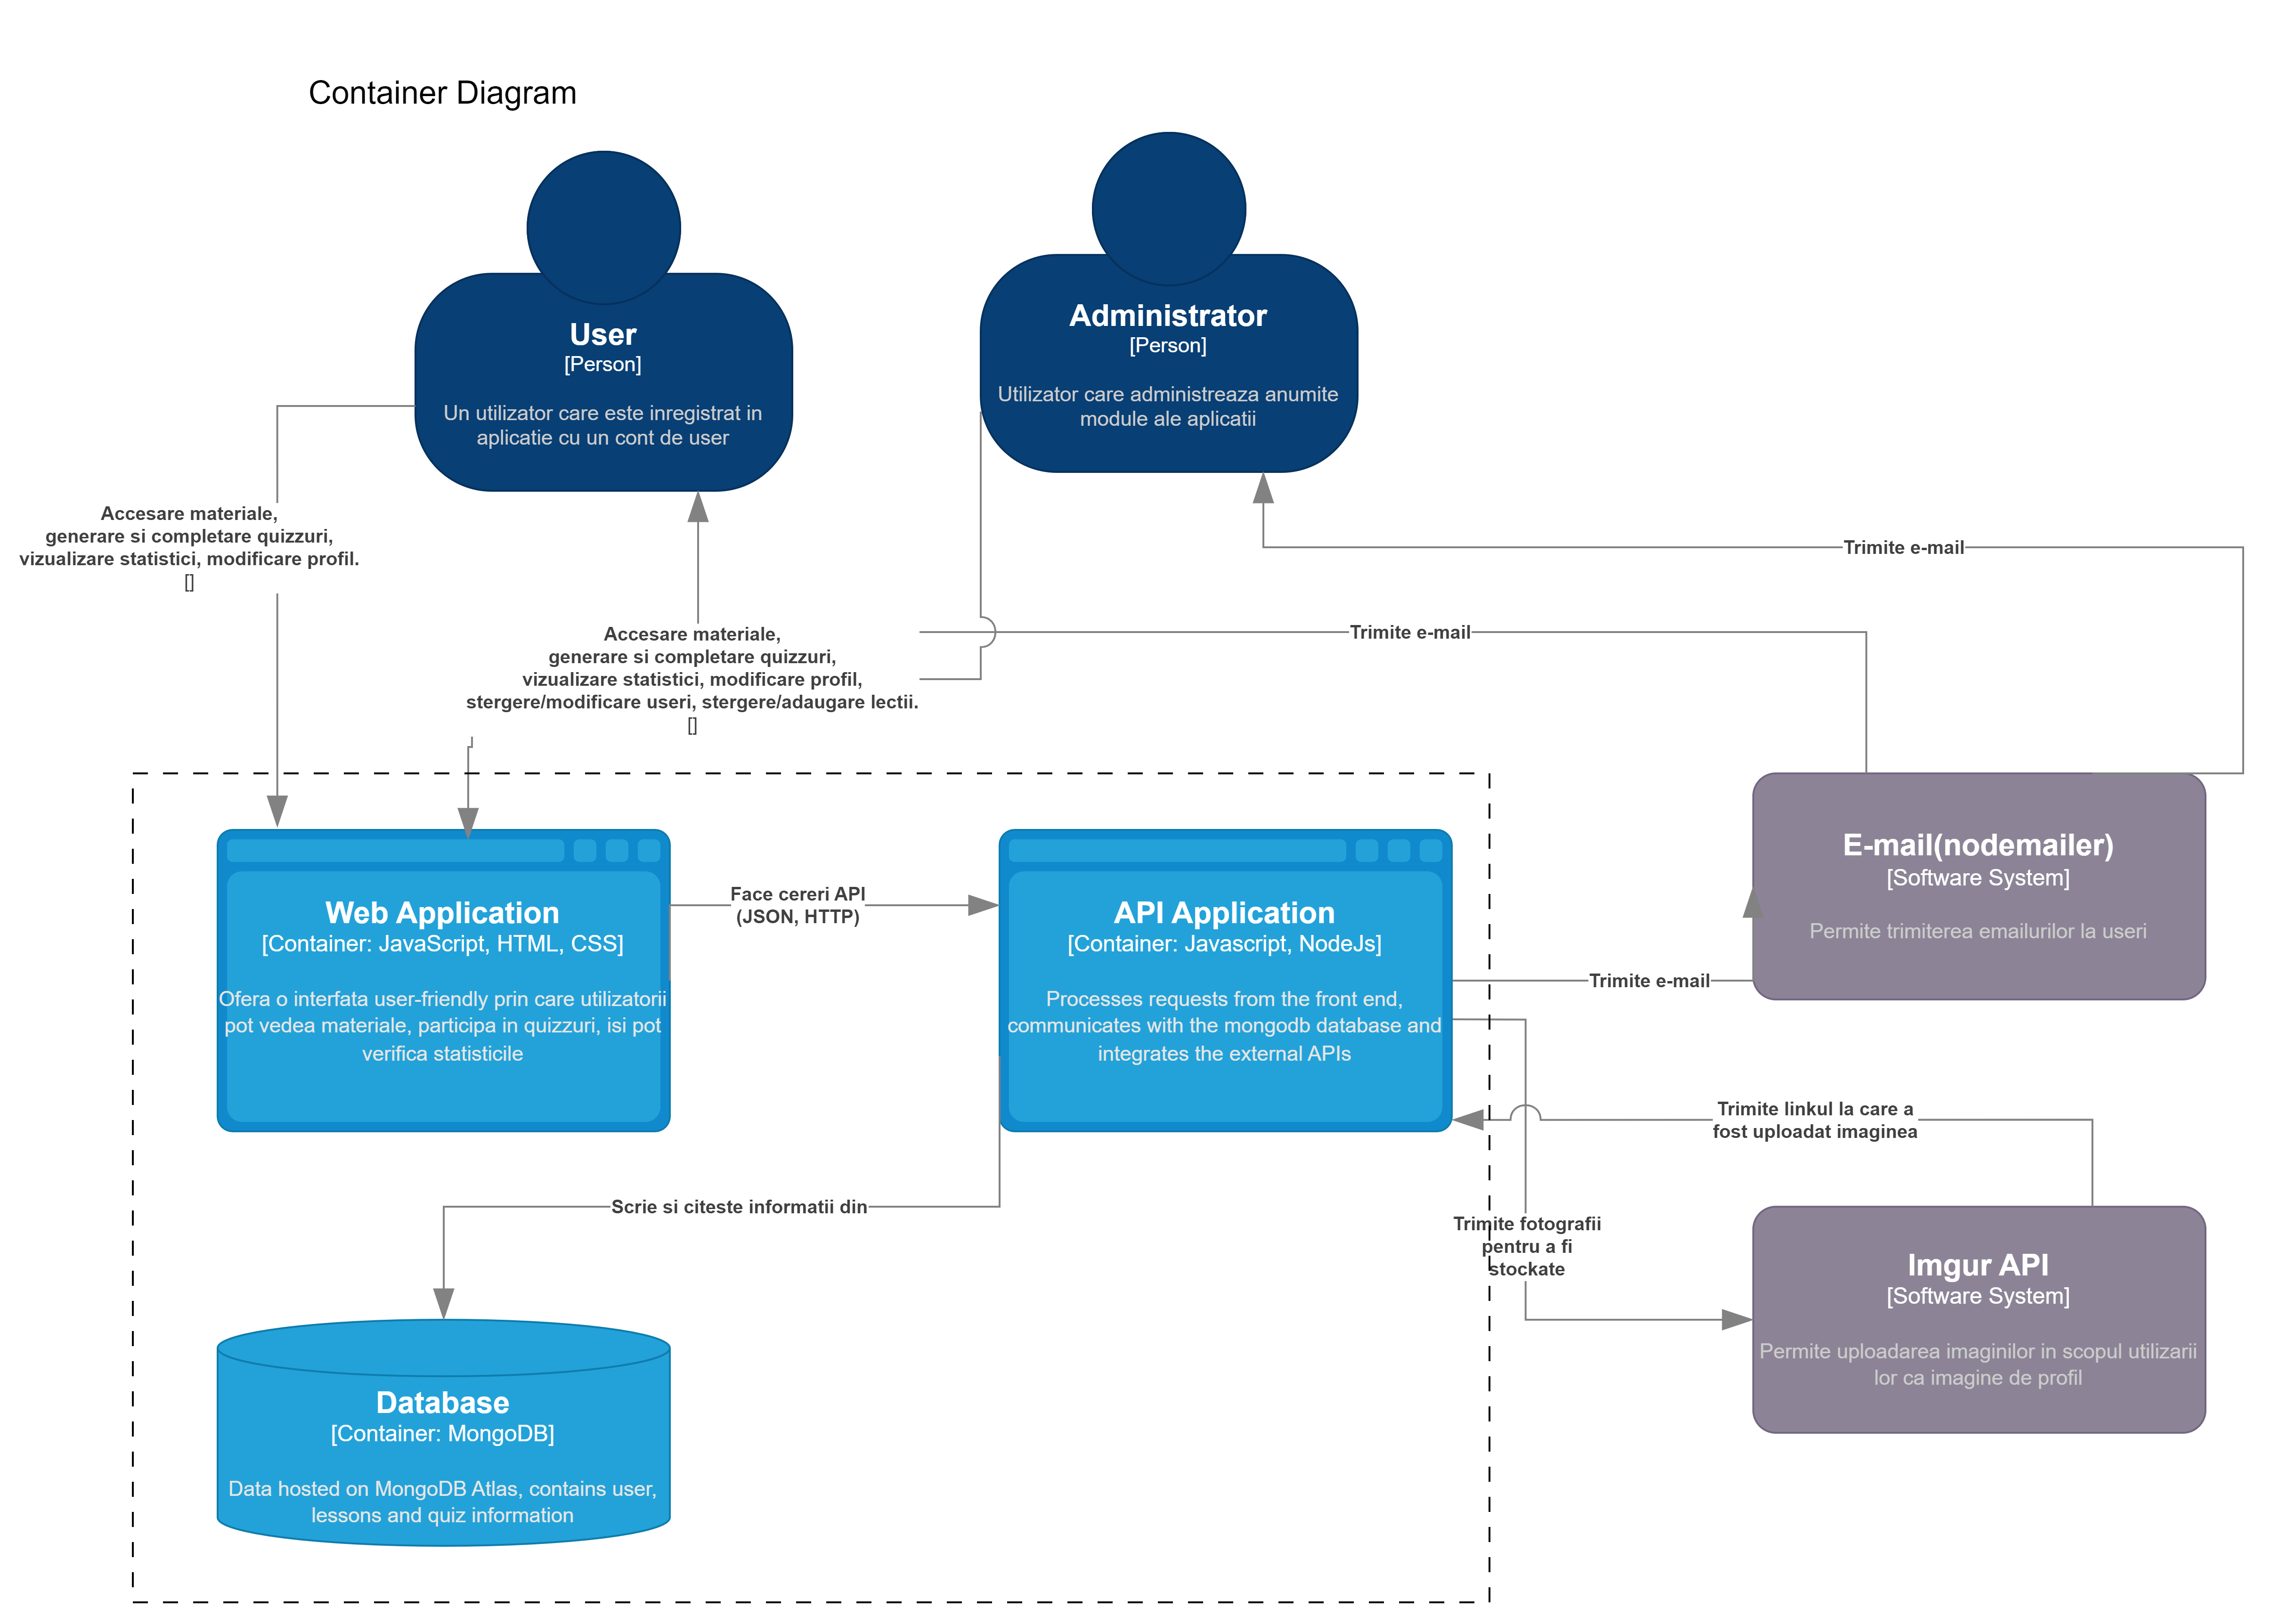 Container Diagram
User
[Person]
Un utilizator care este inregistrat in
aplicatie cu un cont de user
Administrator
[Person]
Utilizator care administreaza anumite
module ale aplicatii
Accesare materiale,
generare si completare quizzuri,
vizualizare statistici, modificare profil.
[]
Trimite e-mail
Accesare materiale,
generare si completare quizzuri,
vizualizare statistici, modificare profil,
stergere/modificare useri, stergere/adaugare lectii.
[]
Trimite e-mail
Web Application
[Container: JavaScript, HTML, CSS]
Ofera o interfata user-friendly prin care utilizatorii
pot vedea materiale, participa in quizzuri, isi pot
verifica statisticile
Face cereri API
(JSON, HTTP)
API Application
[Container: Javascript, NodeJs]
Processes requests from the front end,
communicates with the mongodb database and
integrates the external APIs
Trimite e-mail
E-mail(nodemailer)
[Software System]
Permite trimiterea emailurilor la useri
Trimite linkul la care a
fost uploadat imaginea
Scrie si citeste informatii din
Trimite fotografii
pentru a fi
stockate
Imgur API
[Software System]
Permite uploadarea imaginilor in scopul utilizarii
lor ca imagine de profil
Database
[Container: MongoDB]
Data hosted on MongoDB Atlas, contains user,
lessons and quiz information